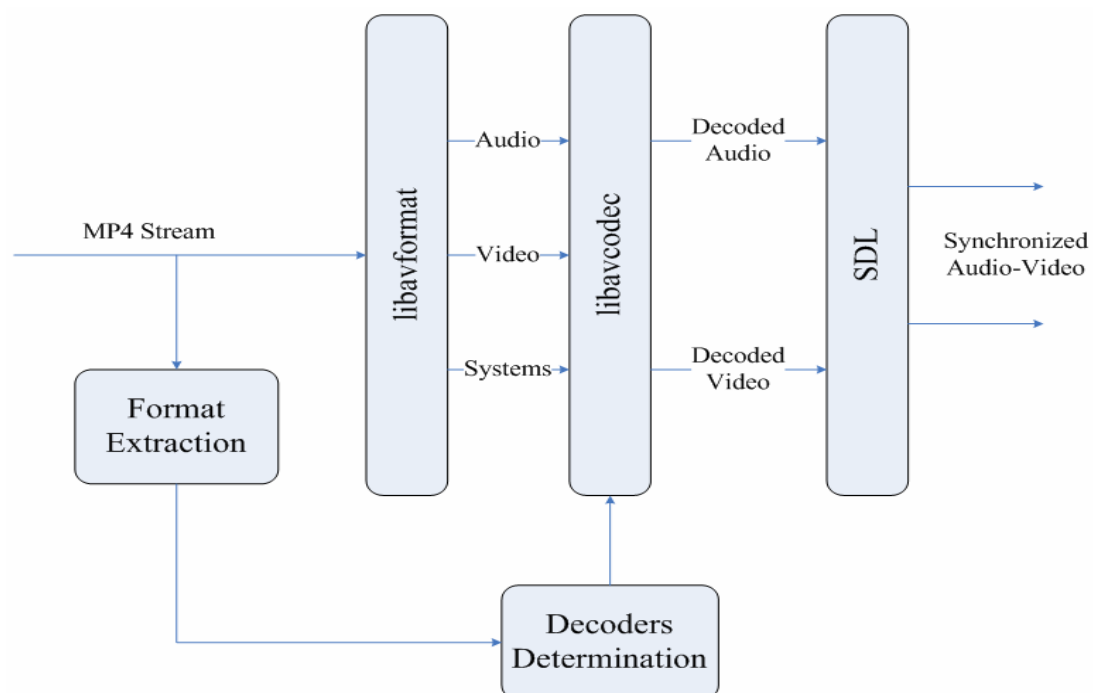 MP4 Stream
Format
Extraction
libavformat
Audio
Video
Systems
libavcodec
Decoders
Determination
Decoded
Audio
Decoded
Video
SDL
Synchronized
Audio-Video